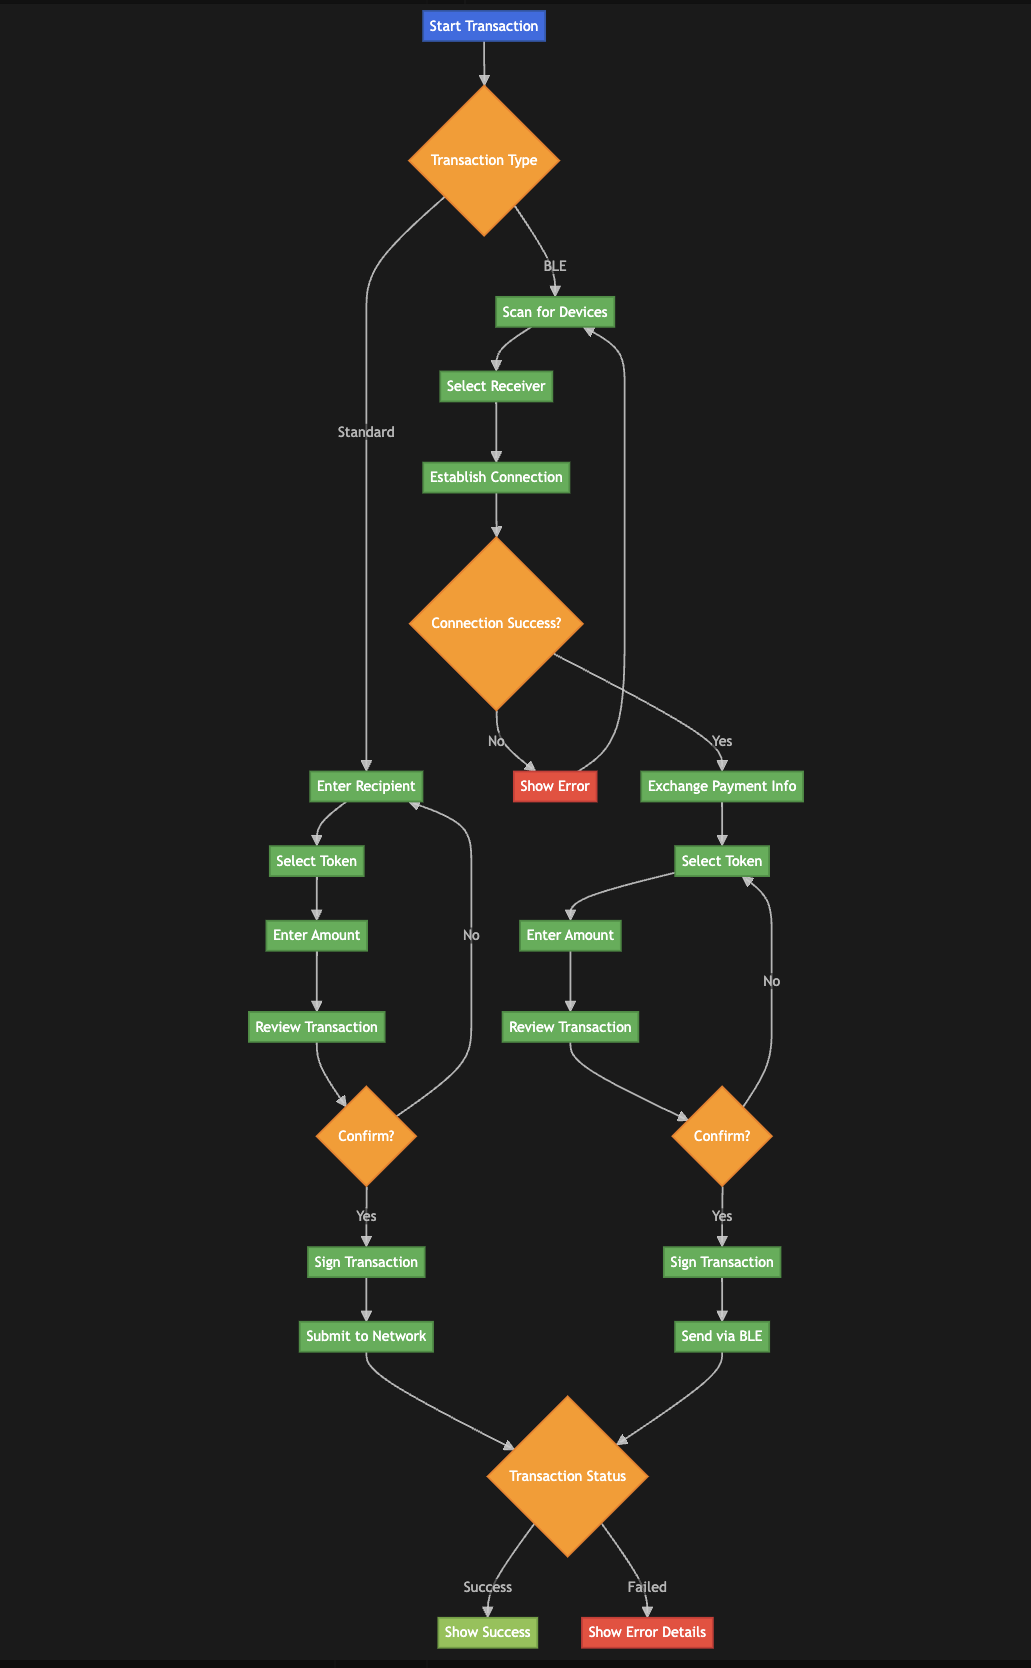 Start Transaction
Transaction Type
BLE
Scan for Devices
Select Receiver
Standard
Establish Connection
Connection Success?
No
Yes
Enter Recipient
Show Error
Exchange Payment Info
Select Token
Select Token
Enter Amount
No
Enter Amount
No
Review Transaction
Review Transaction
Confirm?
Confirm?
Yes
Yes
Sign Transaction
Sign Transaction
Submit to Network
Send via BLE
Transaction Status
Success
Failed
Show Success
Show Error Details